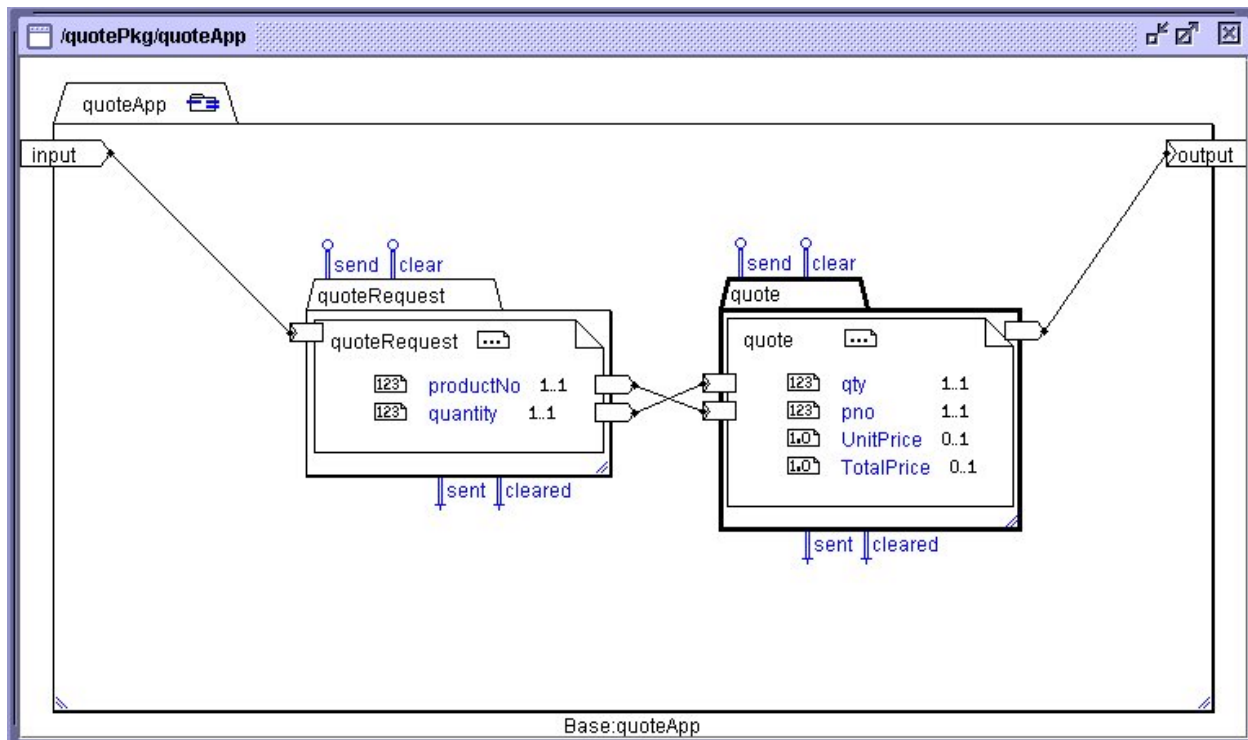 /quotePkg/quoteApp
quoteApp
input
output
send clear
quoteRequest
quoteRequest ...
123 productNo 1..1
123 quantity 1..1
sent cleared
send clear
quote
quote ...
123 qty 1..1
123 pno 1..1
1.0 UnitPrice 0..1
1.0 TotalPrice 0..1
sent cleared
Base:quoteApp